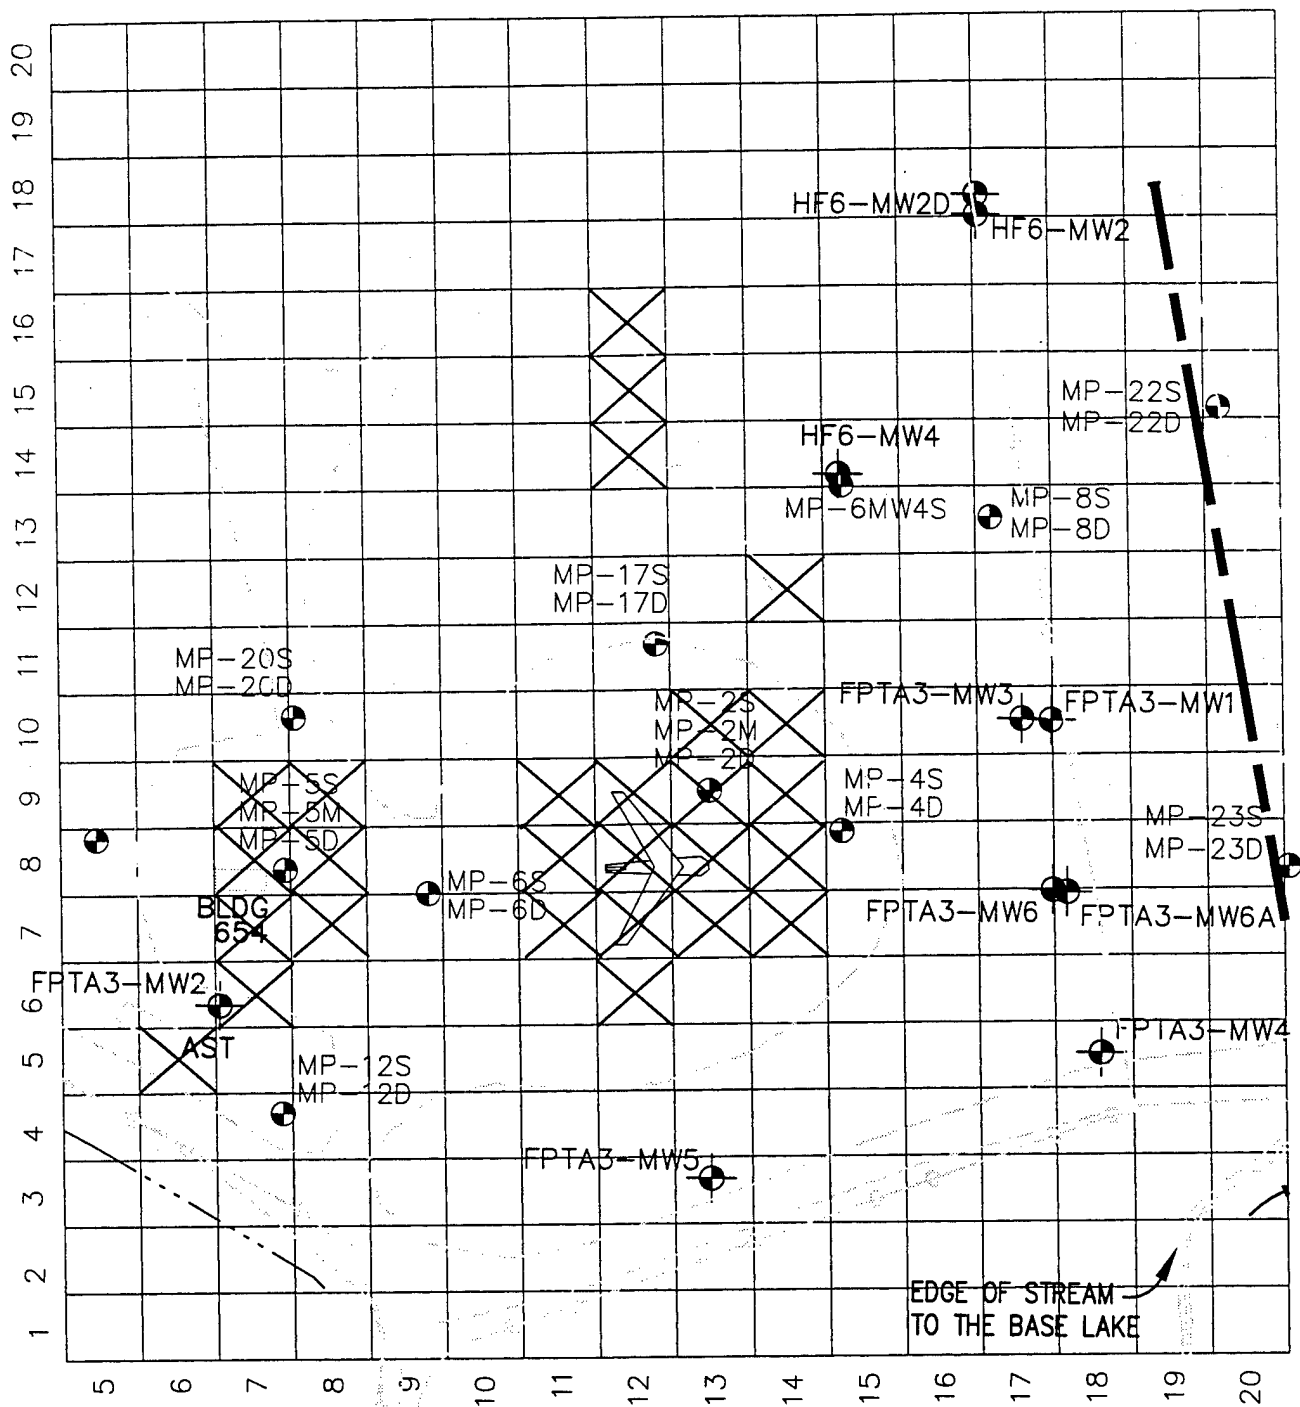 20
19
18
HF6-MW2D
HF6-MW2
17
16
15
MP-22S
MP-22D
HF6-MW4
14
MP-6MW4S
MP-8S
MP-8D
13
MP-17S
MP-17D
12
MP-20S
MP-20D
11
MP-2S
MP-2M
MP-2D
FPTA3-MW3
FPTA3-MW1
10
MP-5S
MP-5M
MP-5D
MP-4S
MP-4D
9
MP-23S
MP-23D
8
MP-6S
MP-6D
BLDG
654
FPTA3-MW6
FPTA3-MW6A
7
FPTA3-MW2
6
AST
FPTA3-MW4
5
MP-12S
MP-12D
4
FPTA3-MW5
3
2
EDGE OF STREAM
TO THE BASE LAKE
1
5 6 7 8 9 10 11 12 13 14 15 16 17 18 19 20